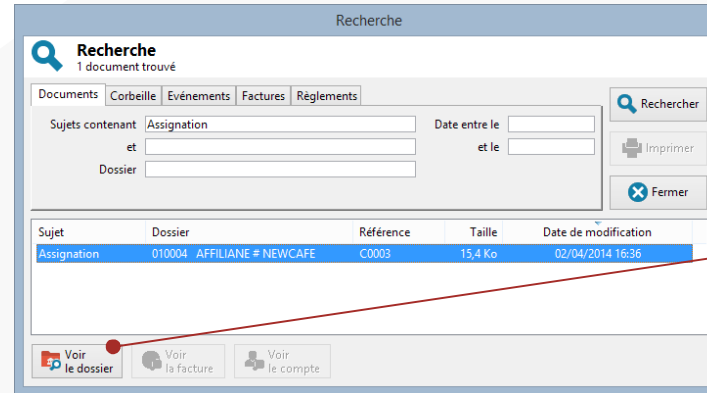 Recherche
Recherche
1 document trouvé
Documents Corbeille Evénements Factures Règlements
Rechercher
Sujets contenant Assignation Date entre le
et et le
Imprimer
Dossier
Fermer
Sujet Dossier Référence Taille Date de modification
Assignation 010004 AFFILIANE # NEWCAFE C0003 15,4 Ko 02/04/2014 16:36
Voir Voir Voir
le dossier la facture le compte